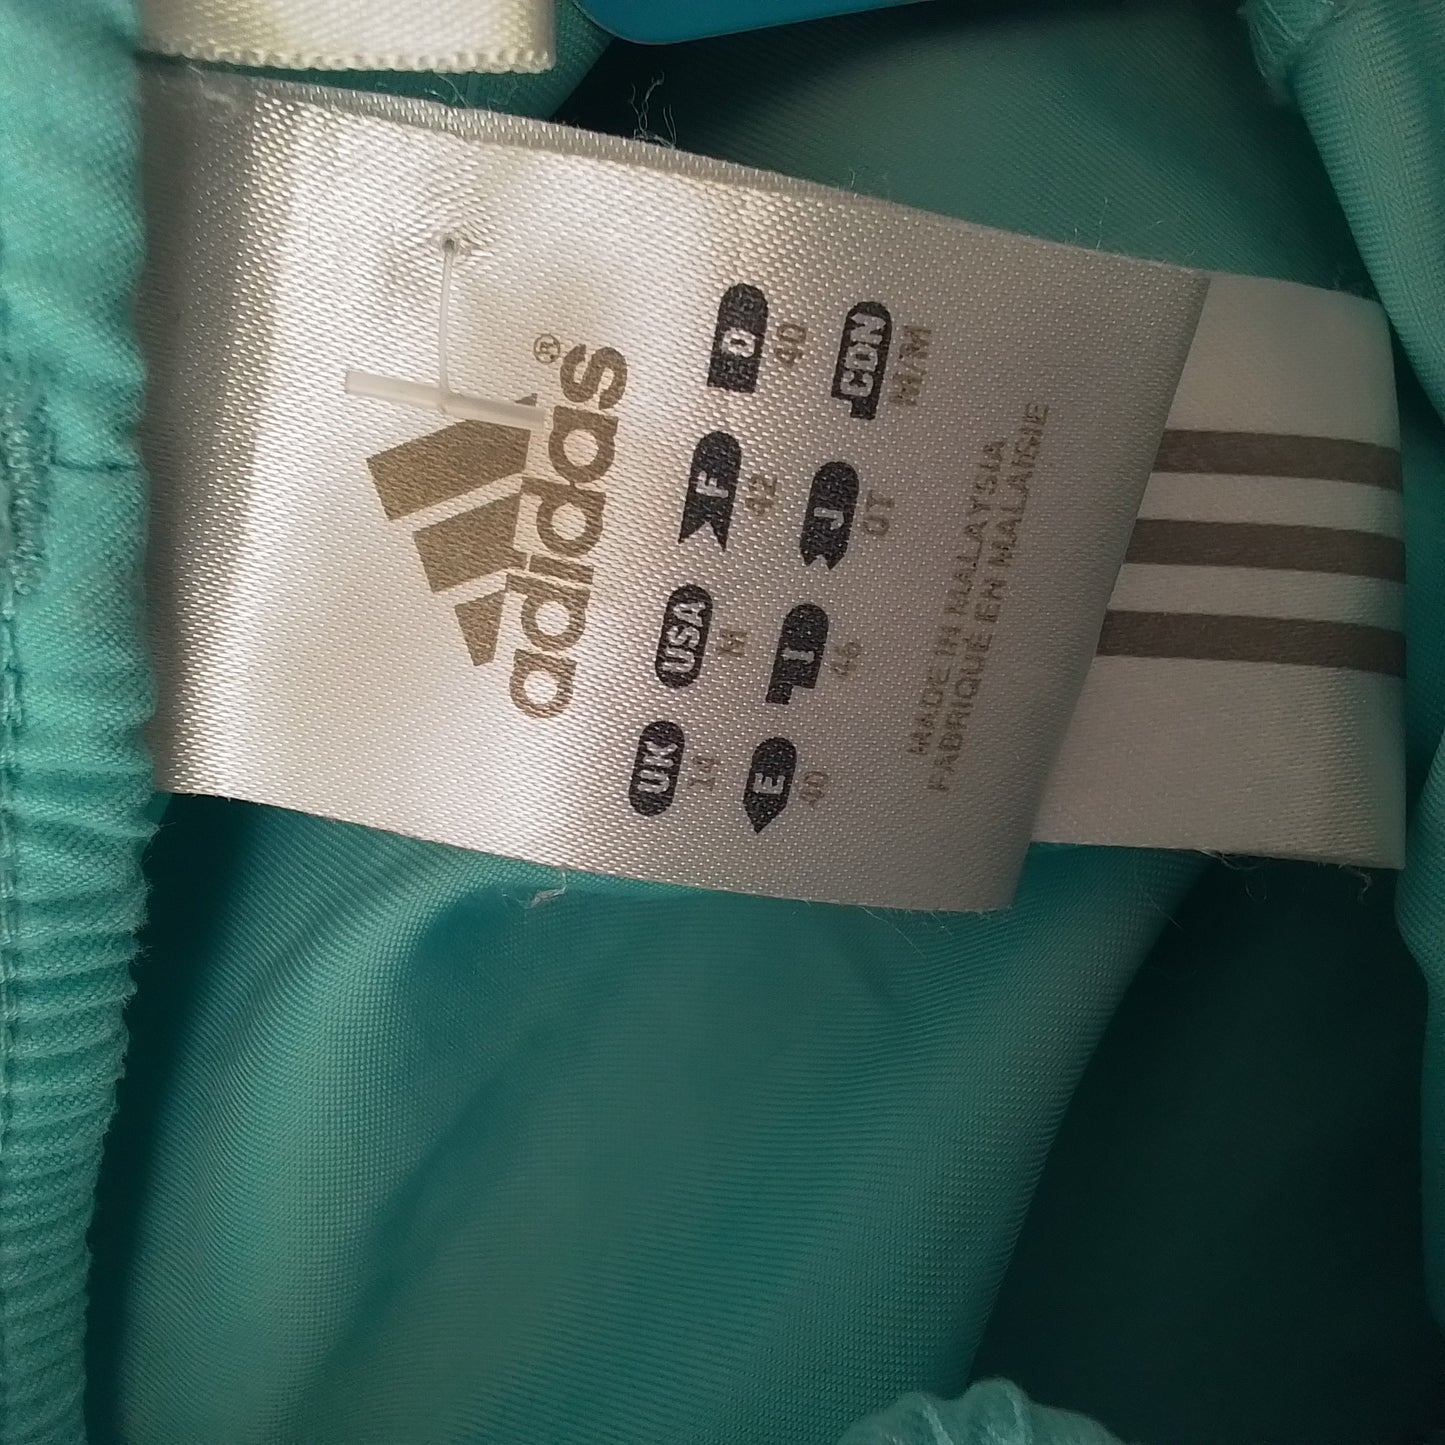 adidas®
UK USA F D
14 M 42 40
E I J CDN
40 46 OT M/M
MADE IN MALAYSIA
FABRIQUÉ EN MALAISIE